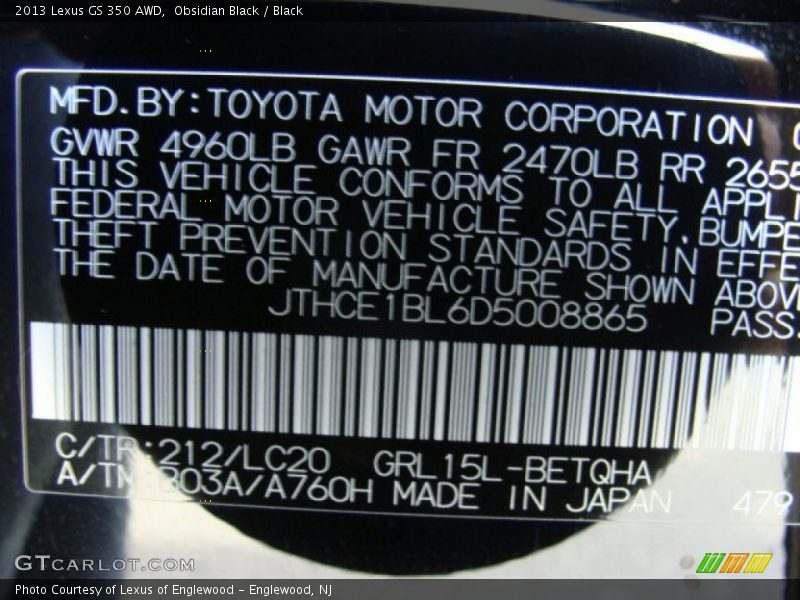 2013 Lexus GS 350 AWD, Obsidian Black / Black
MFD.BY:TOYOTA MOTOR CORPORATION
GVWR 4960LB GAWR FR 2470LB RR 2655
THIS VEHICLE CONFORMS TO ALL APPLI
FEDERAL MOTOR VEHICLE SAFETY,BUMPE
THEFT PREVENTION STANDARDS IN EFFE
THE DATE OF MANUFACTURE SHOWN ABOV
JTHCE1BL6D5008865 PASS.
C/TR:212/LC20 GRL15L-BETQHA
A/TM:B03A/A760H MADE IN JAPAN 479
GTCARLOT.COM
Photo Courtesy of Lexus of Englewood - Englewood, NJ